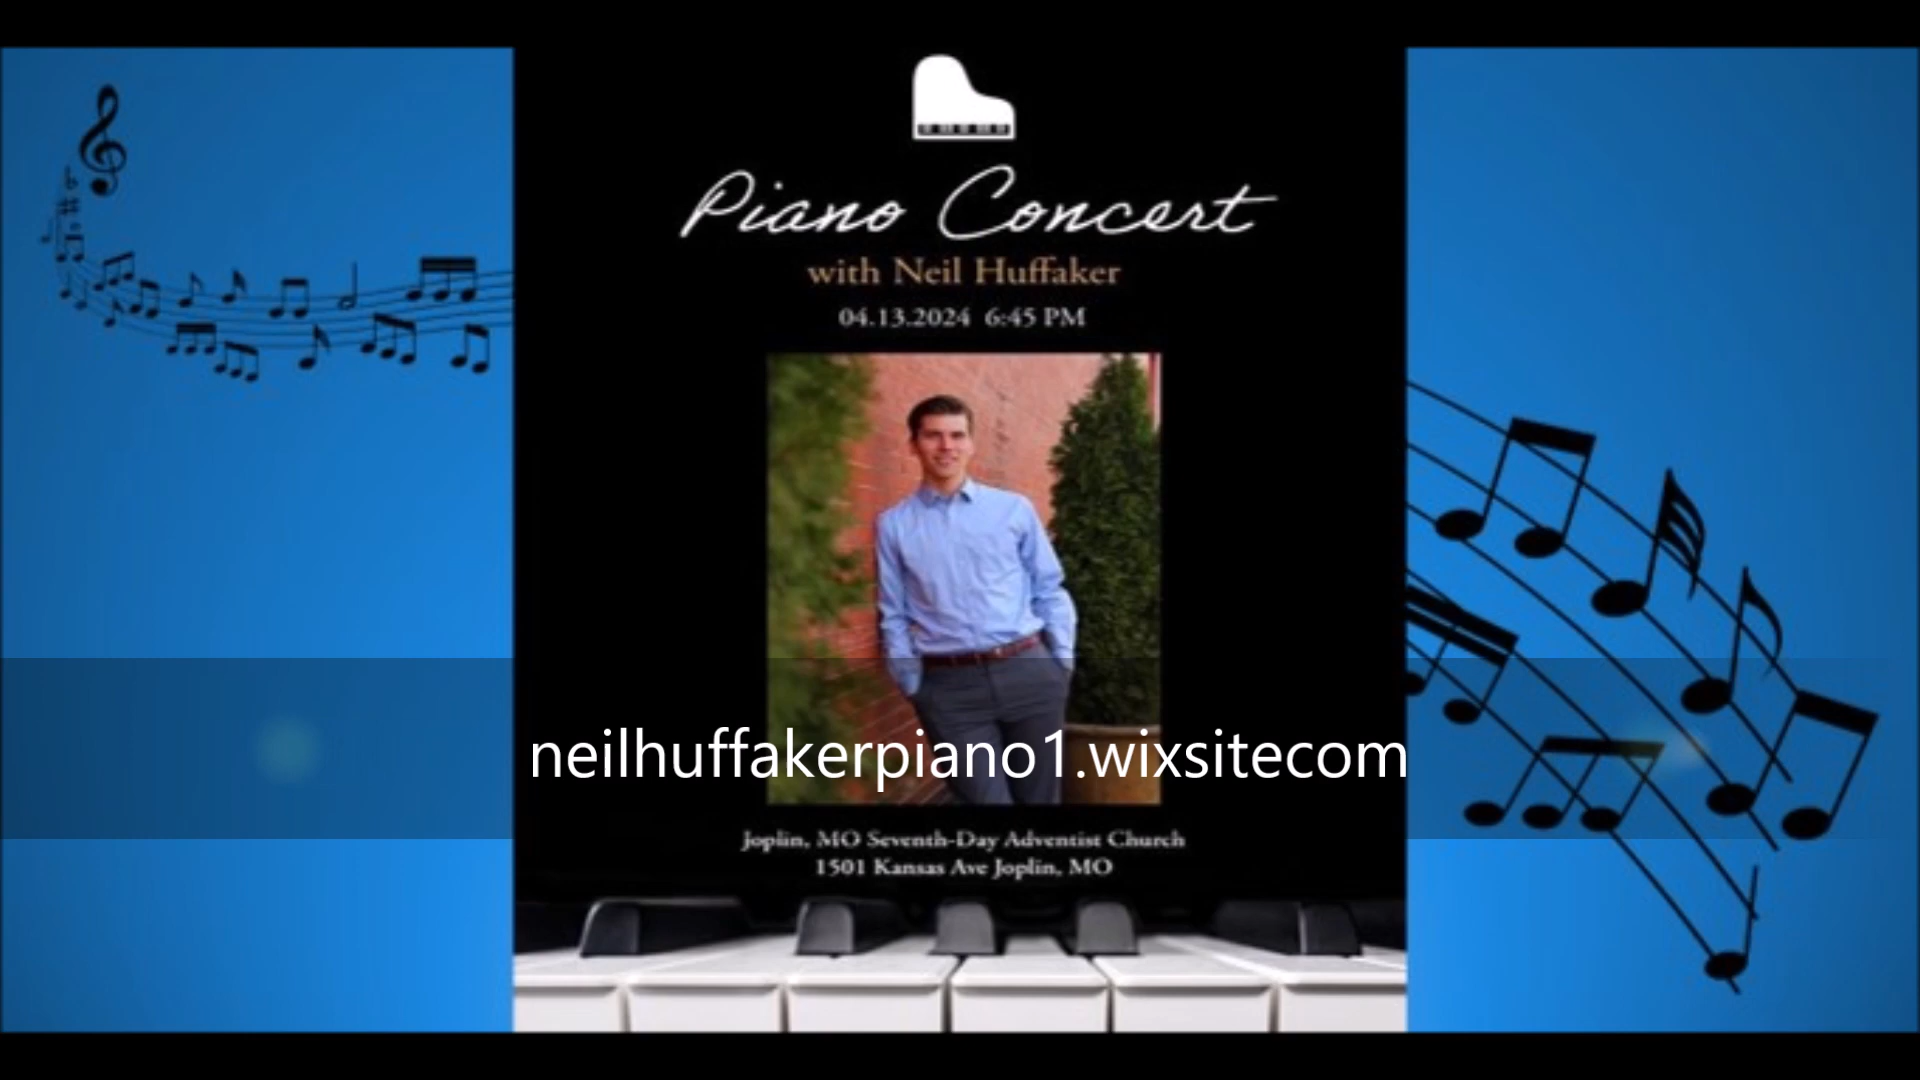 Piano Concert
with Neil Huffaker
04.13.2024 6:45 PM
neilhuffakerpiano1.wixsitecom
Joplin, MO Seventh-Day Adventist Church
1501 Kansas Ave Joplin, MO